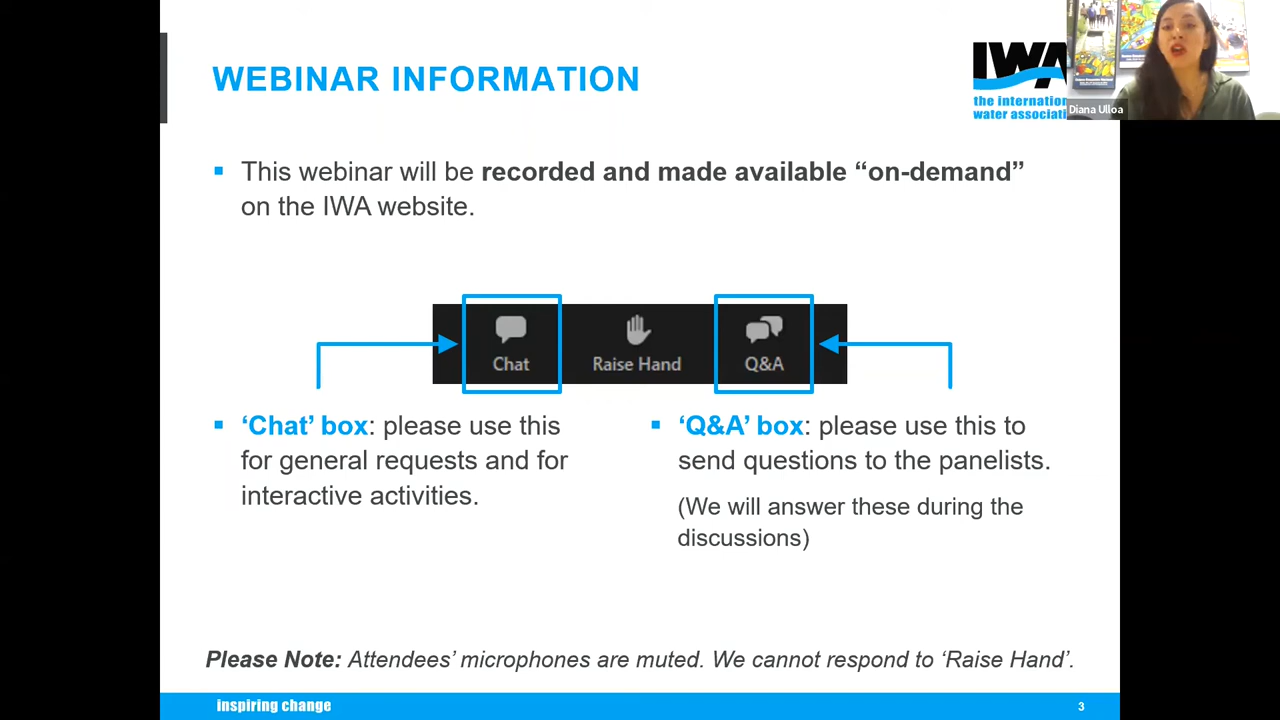 WEBINAR INFORMATION
IWA
the internation
water associati
Diana Ulloa
This webinar will be recorded and made available “on-demand”
on the IWA website.
Chat
Raise Hand
Q&A
‘Chat’ box: please use this
for general requests and for
interactive activities.
‘Q&A’ box: please use this to
send questions to the panelists.
(We will answer these during the
discussions)
Please Note: Attendees’ microphones are muted. We cannot respond to ‘Raise Hand’.
inspiring change
3